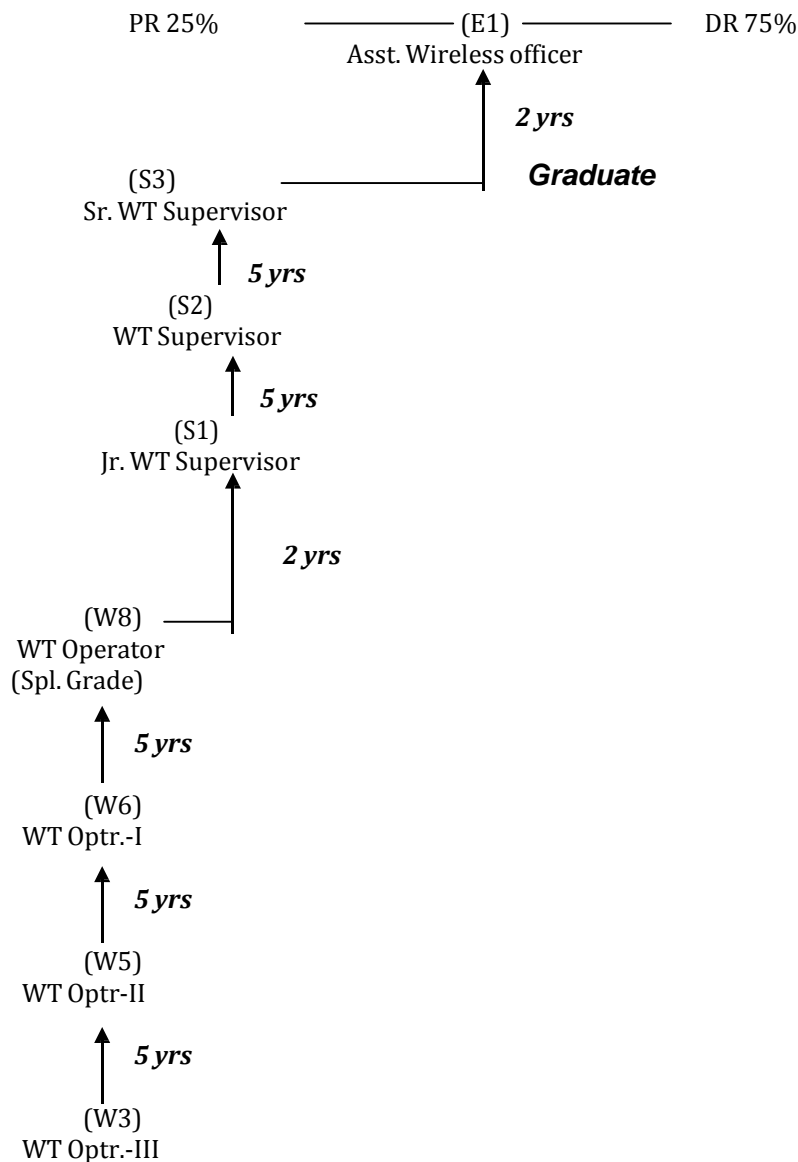 PR 25% (E1) DR 75%
Asst. Wireless officer
2 yrs
Graduate
(S3)
Sr. WT Supervisor
5 yrs
(S2)
WT Supervisor
5 yrs
(S1)
Jr. WT Supervisor
2 yrs
(W8)
WT Operator
(Spl. Grade)
5 yrs
(W6)
WT Optr.-I
5 yrs
(W5)
WT Optr-II
5 yrs
(W3)
WT Optr.-III